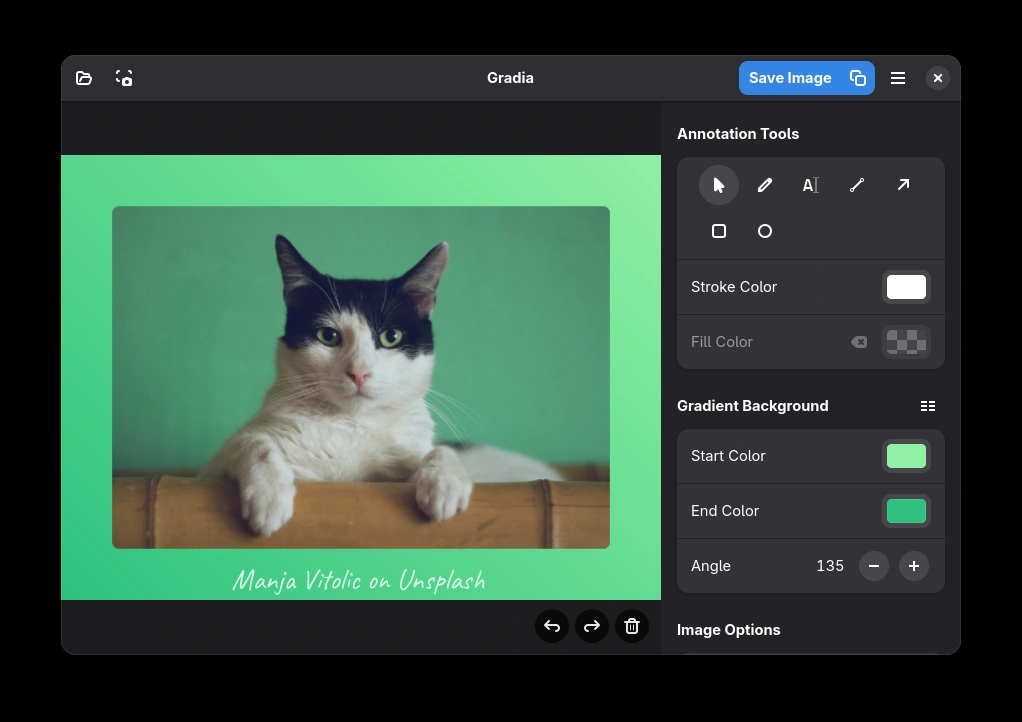 Gradia
Save Image
Annotation Tools
A
Stroke Color
Fill Color
Gradient Background
Start Color
End Color
Angle 135
Image Options
Manja Vitolic on Unsplash